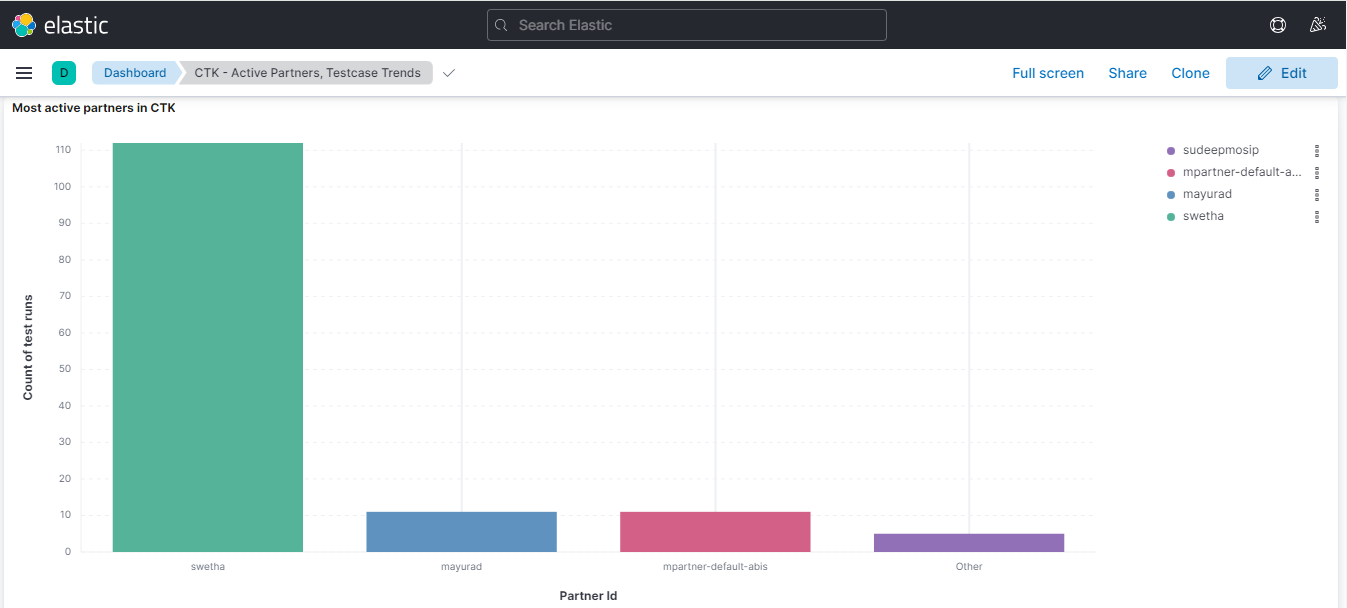 elastic
Search Elastic
D
Dashboard
CTK - Active Partners, Testcase Trends
Full screen
Share
Clone
Edit
Most active partners in CTK
Count of test runs
110
100
90
80
70
60
50
40
30
20
10
0
swetha
mayurad
mpartner-default-abis
Other
Partner Id
sudeepmosip
mpartner-default-a...
mayurad
swetha